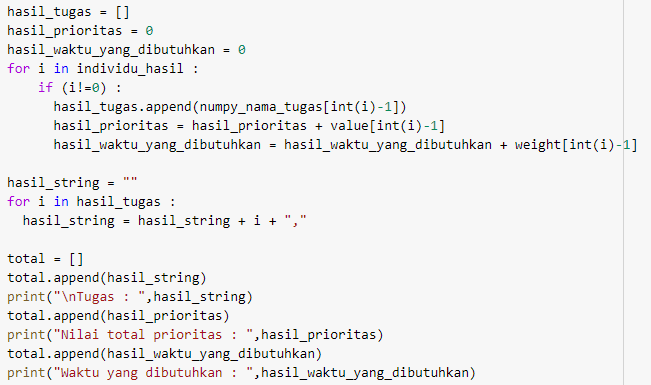 hasil_tugas = []
hasil_prioritas = 0
hasil_waktu_yang_dibutuhkan = 0
for i in individu_hasil :
    if (i!=0) :
      hasil_tugas.append(numpy_nama_tugas[int(i)-1])
      hasil_prioritas = hasil_prioritas + value[int(i)-1]
      hasil_waktu_yang_dibutuhkan = hasil_waktu_yang_dibutuhkan + weight[int(i)-1]

hasil_string = ""
for i in hasil_tugas :
  hasil_string = hasil_string + i + ","

total = []
total.append(hasil_string)
print("\nTugas : ",hasil_string)
total.append(hasil_prioritas)
print("Nilai total prioritas : ",hasil_prioritas)
total.append(hasil_waktu_yang_dibutuhkan)
print("Waktu yang dibutuhkan : ",hasil_waktu_yang_dibutuhkan)